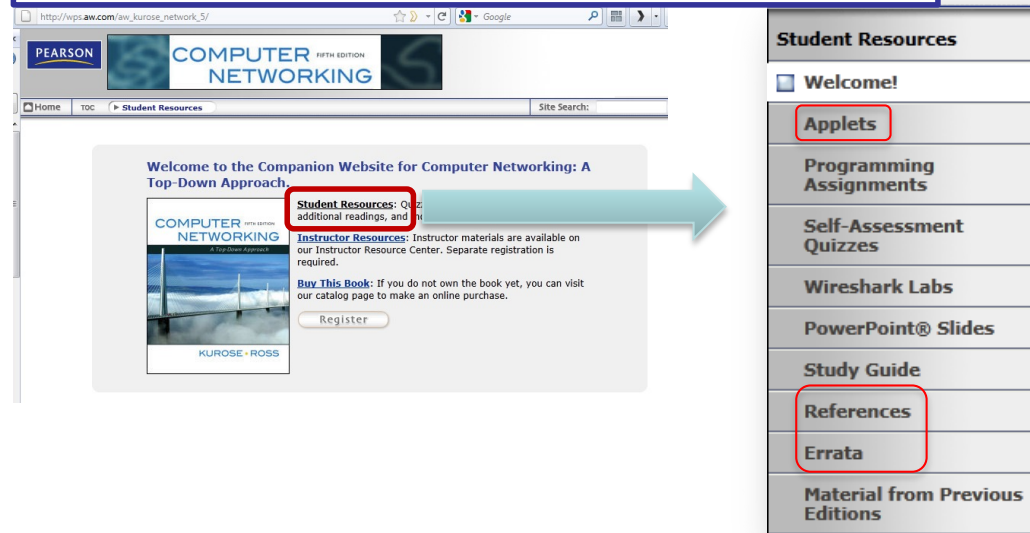 http://wps.aw.com/aw_kurose_network_5/
Google
PEARSON
COMPUTER FIFTH EDITION
NETWORKING
Home TOC Student Resources Site Search:
Welcome to the Companion Website for Computer Networking: A
Top-Down Approach.
COMPUTER FIFTH EDITION
NETWORKING
A Top-Down Approach
KUROSE • ROSS
Student Resources:
additional readings, and
Instructor Resources: Instructor materials are available on
our Instructor Resource Center. Separate registration is
required.
Buy This Book: If you do not own the book yet, you can visit
our catalog page to make an online purchase.
Register
Student Resources
Welcome!
Applets
Programming
Assignments
Self-Assessment
Quizzes
Wireshark Labs
PowerPoint® Slides
Study Guide
References
Errata
Material from Previous
Editions